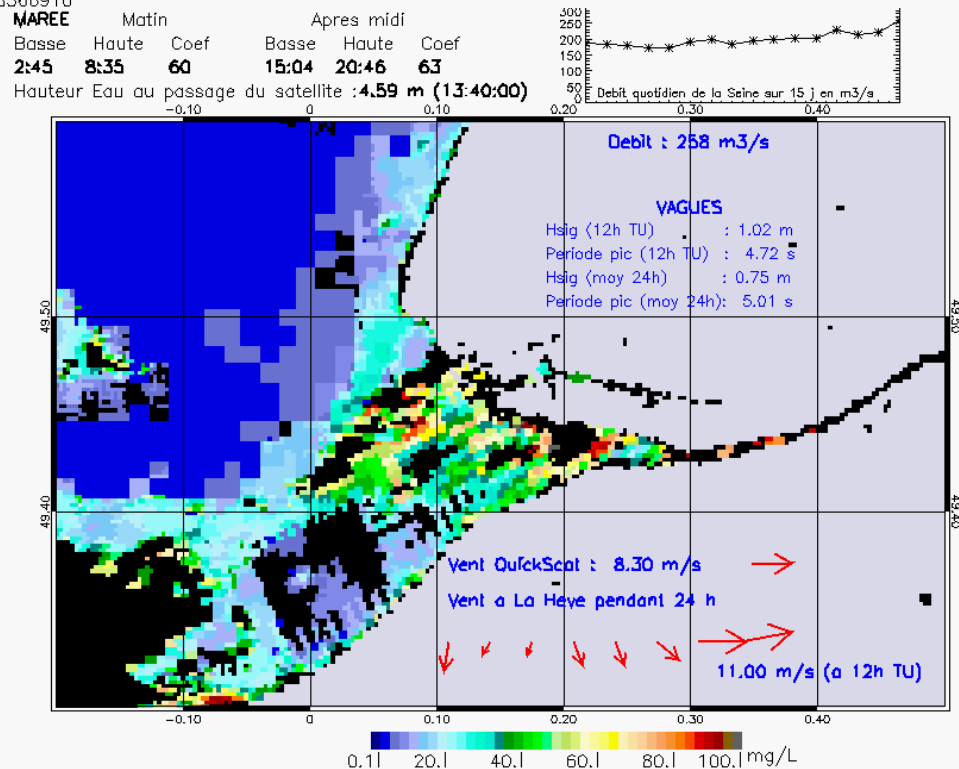 MAREE Matin Apres midi
Basse Haute Coef Basse Haute Coef
2:45 8:35 60 15:04 20:46 63
Hauteur Eau au passage du satellite :4.59 m (13:40:00)
300
250
200
150
100
50
0
Debit quotidien de la Seine sur 15 j en m3/s
-0.10 0 0.10 0.20 0.30 0.40
Debit : 258 m3/s
VAGUES
Hsig (12h TU) : 1.02 m
Periode pic (12h TU) : 4.72 s
Hsig (moy 24h) : 0.75 m
Periode pic (moy 24h): 5.01 s
49.50 49.50
49.40 49.40
Vent QuickScat : 8.30 m/s
Vent a La Heve pendant 24 h
11.00 m/s (a 12h TU)
-0.10 0 0.10 0.20 0.30 0.40
0.1 20. 40. 60. 80. 100. mg/L